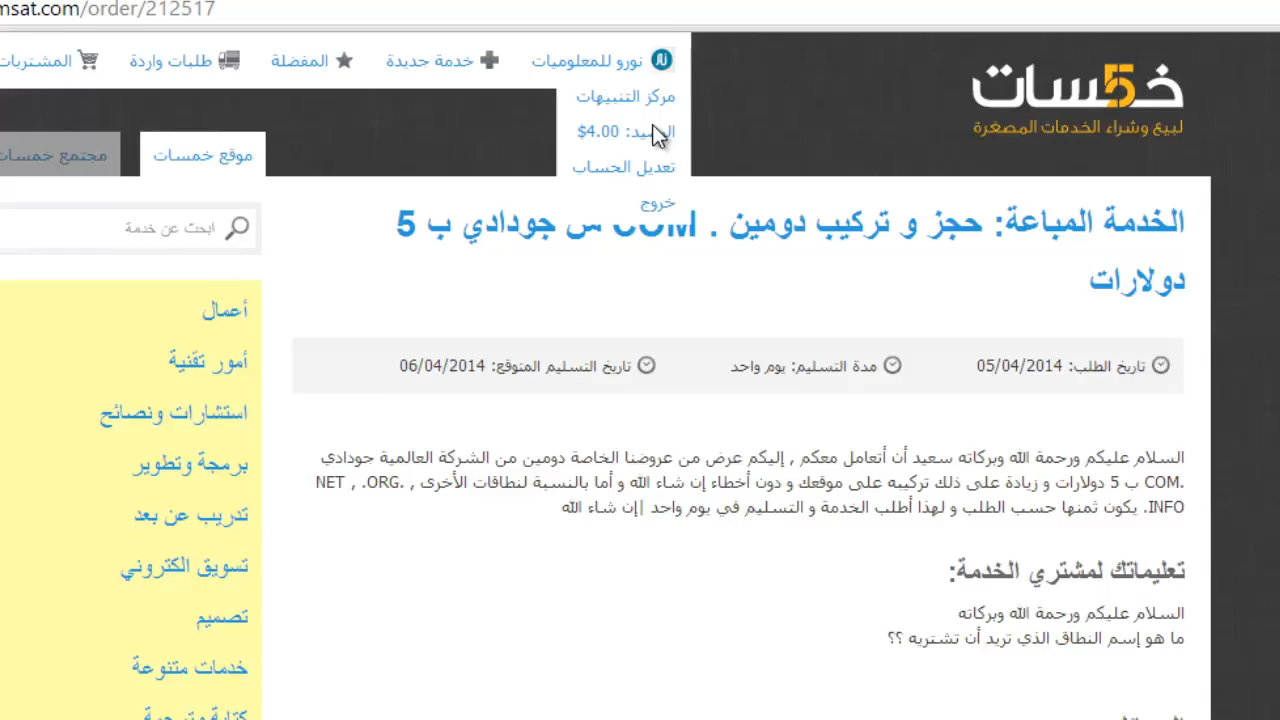 msat.com/order/212517
خمسات
لبيع وشراء الخدمات المصغرة
نورو للمعلوميات
خدمة جديدة
المفضلة
طلبات واردة
المشتريات
مركز التنبيهات
$4.00
تعديل الحساب
خروج
موقع خمسات
مجتمع خمسات
ابحث عن خدمة
الخدمة المباعة: حجز و تركيب دومين . COM س جودادي ب 5
دولارات
تاريخ الطلب: 05/04/2014
مدة التسليم: يوم واحد
تاريخ التسليم المتوقع: 06/04/2014
السلام عليكم ورحمة الله وبركاته سعيد أن أتعامل معكم , إليكم عرض من عروضنا الخاصة دومين من الشركة العالمية جودادي
.COM ب 5 دولارات و زيادة على ذلك تركيبه على موقعك و دون أخطاء إن شاء الله و أما بالنسبة لنطاقات الأخرى , .NET , .ORG
.INFO يكون ثمنها حسب الطلب و لهذا أطلب الخدمة و التسليم في يوم واحد |إن شاء الله
تعليماتك لمشتري الخدمة:
السلام عليكم ورحمة الله وبركاته
ما هو إسم النطاق الذي تريد أن تشتريه ؟؟
أعمال
أمور تقنية
استشارات ونصائح
برمجة وتطوير
تدريب عن بعد
تسويق الكتروني
تصميم
خدمات متنوعة